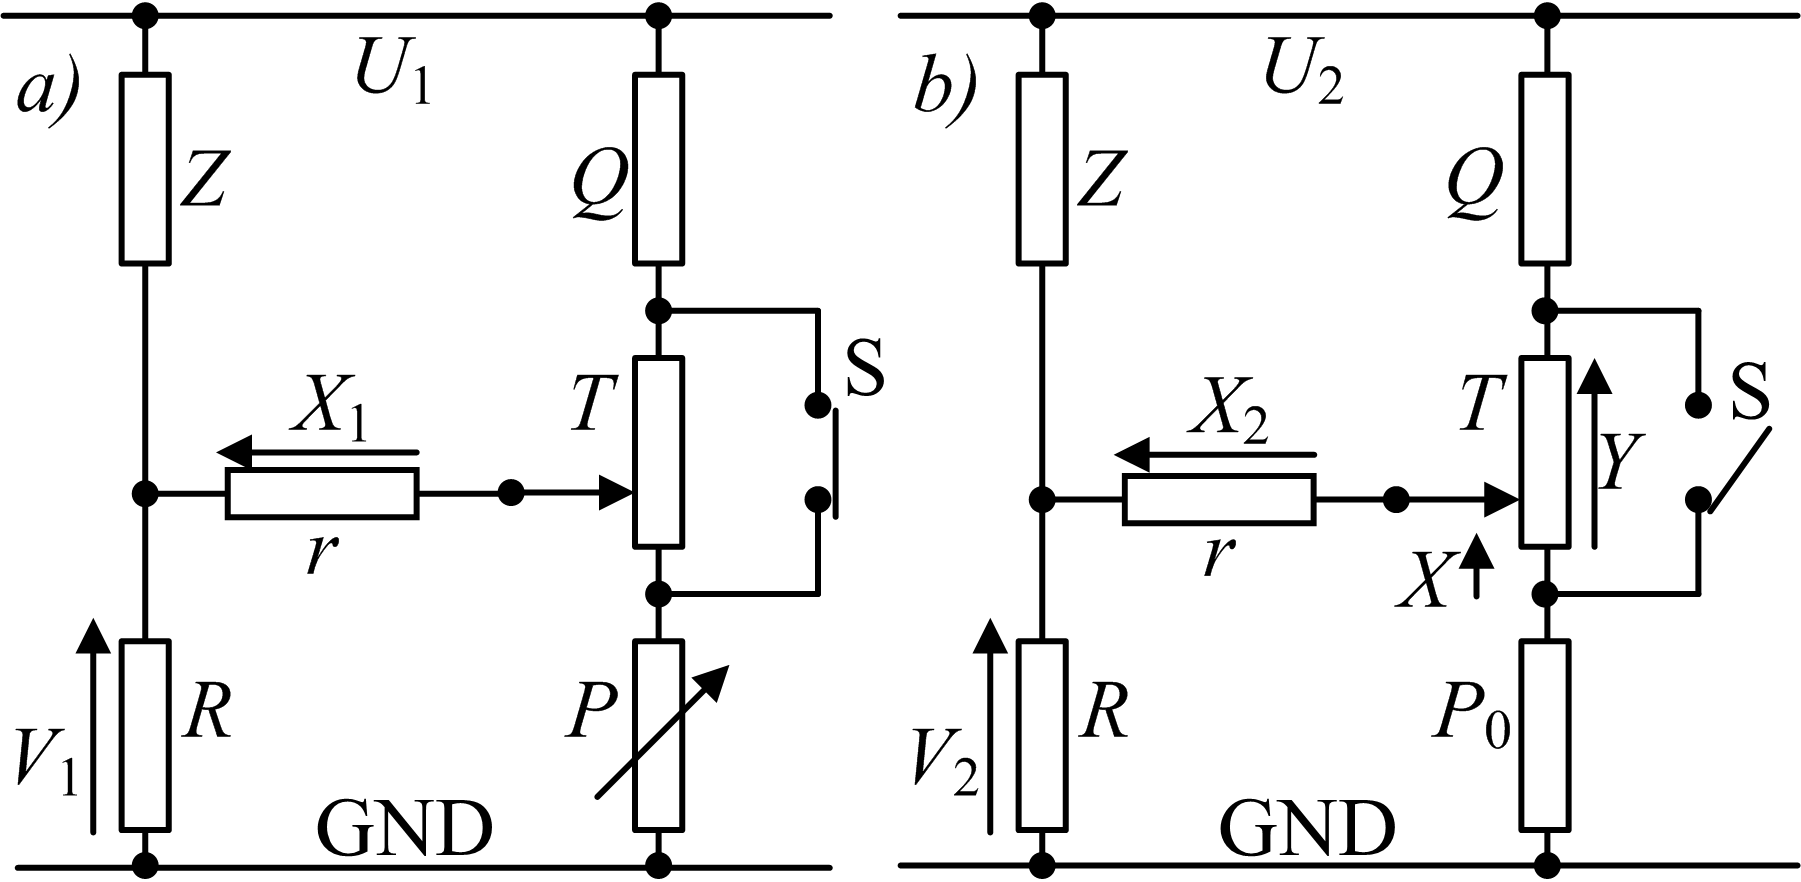 a) U₁ Z Q S X₁ T r V₁ R P GND
b) U₂ Z Q S X₂ T Y r X V₂ R P₀ GND